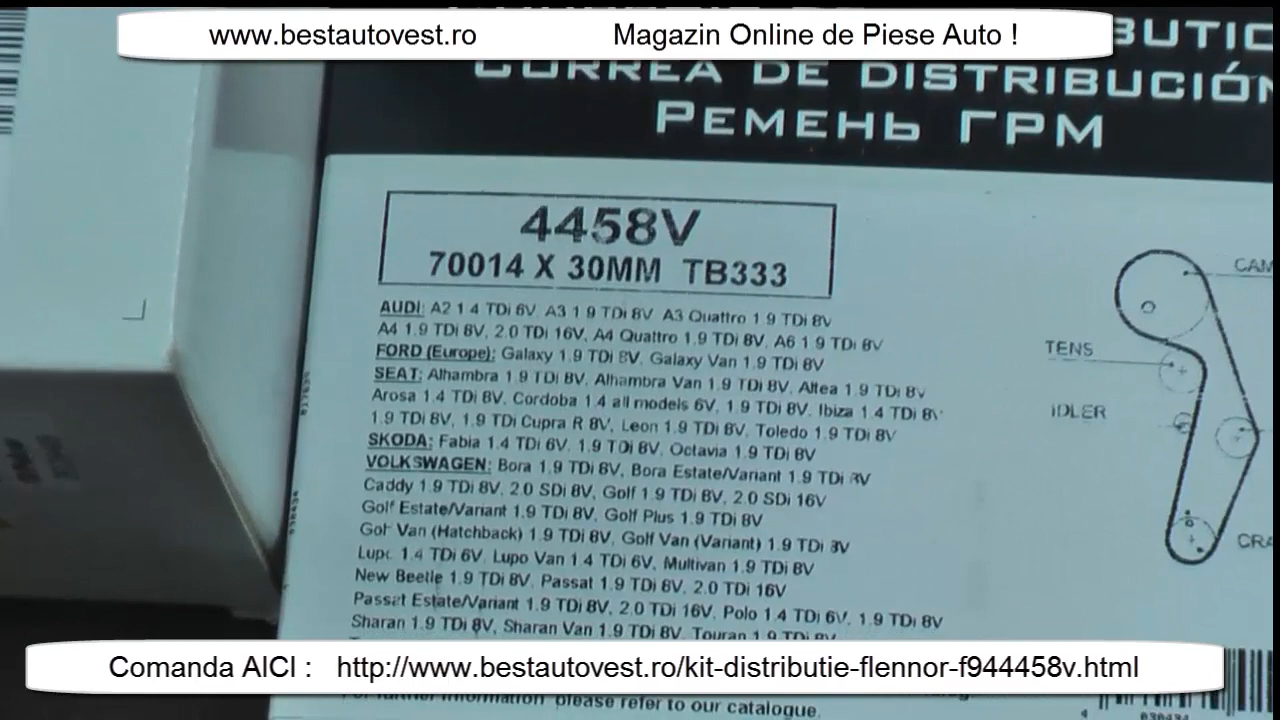 www.bestautovest.ro Magazin Online de Piese Auto !
CORREA DE DISTRIBUCIÓN
РЕМЕНЬ ГРМ
4458V
70014 X 30MM TB333
AUDI: A2 1.4 TDi 6V, A3 1.9 TDi 8V, A3 Quattro 1.9 TDi 8V
A4 1.9 TDi 8V, 2.0 TDi 16V, A4 Quattro 1.9 TDi 8V, A6 1.9 TDi 8V
FORD (Europe): Galaxy 1.9 TDi 8V, Galaxy Van 1.9 TDi 8V
SEAT: Alhambra 1.9 TDi 8V, Alhambra Van 1.9 TDi 8V, Altea 1.9 TDi 8V
Arosa 1.4 TDi 8V, Cordoba 1.4 all models 6V, 1.9 TDi 8V, Ibiza 1.4 TDi 8V
1.9 TDi 8V, 1.9 TDi Cupra R 8V, Leon 1.9 TDi 8V, Toledo 1.9 TDi 8V
SKODA: Fabia 1.4 TDi 6V, 1.9 TDi 8V, Octavia 1.9 TDi 8V
VOLKSWAGEN: Bora 1.9 TDi 8V, Bora Estate/Variant 1.9 TDi 8V
Caddy 1.9 TDi 8V, 2.0 SDi 8V, Golf 1.9 TDi 8V, 2.0 SDi 16V
Golf Estate/Variant 1.9 TDi 8V, Golf Plus 1.9 TDi 8V
Golf Van (Hatchback) 1.9 TDi 8V, Golf Van (Variant) 1.9 TDi 8V
Lupo 1.4 TDi 6V, Lupo Van 1.4 TDi 6V, Multivan 1.9 TDi 8V
New Beetle 1.9 TDi 8V, Passat 1.9 TDi 8V, 2.0 TDi 16V
Passat Estate/Variant 1.9 TDi 8V, 2.0 TDi 16V, Polo 1.4 TDi 6V, 1.9 TDi 8V
Sharan 1.9 TDi 8V, Sharan Van 1.9 TDi 8V, Touran 1.9 TDi 8V
CAM
TENS
IDLER
CRA
Comanda AICI : http://www.bestautovest.ro/kit-distributie-flennor-f944458v.html
For further information please refer to our catalogue.